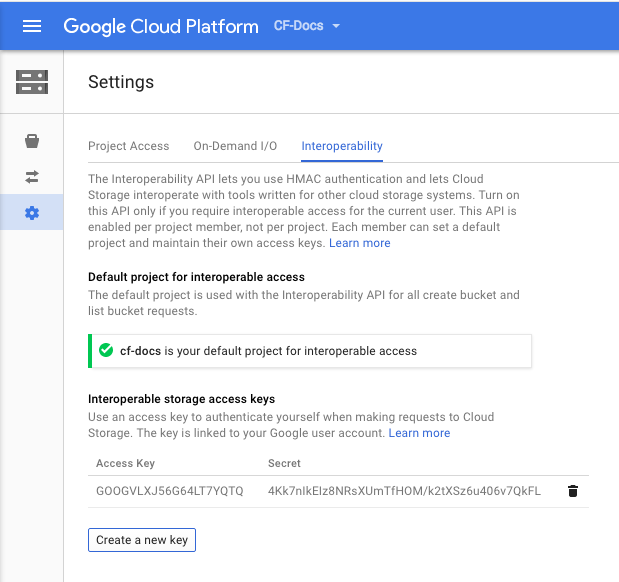 Google Cloud Platform CF-Docs
Settings
Project Access On-Demand I/O Interoperability
The Interoperability API lets you use HMAC authentication and lets Cloud
Storage interoperate with tools written for other cloud storage systems. Turn on
this API only if you require interoperable access for the current user. This API is
enabled per project member, not per project. Each member can set a default
project and maintain their own access keys. Learn more
Default project for interoperable access
The default project is used with the Interoperability API for all create bucket and
list bucket requests.
cf-docs is your default project for interoperable access
Interoperable storage access keys
Use an access key to authenticate yourself when making requests to Cloud
Storage. The key is linked to your Google user account. Learn more
Access Key Secret
GOOGVLXJ56G64LT7YQTQ
Create a new key